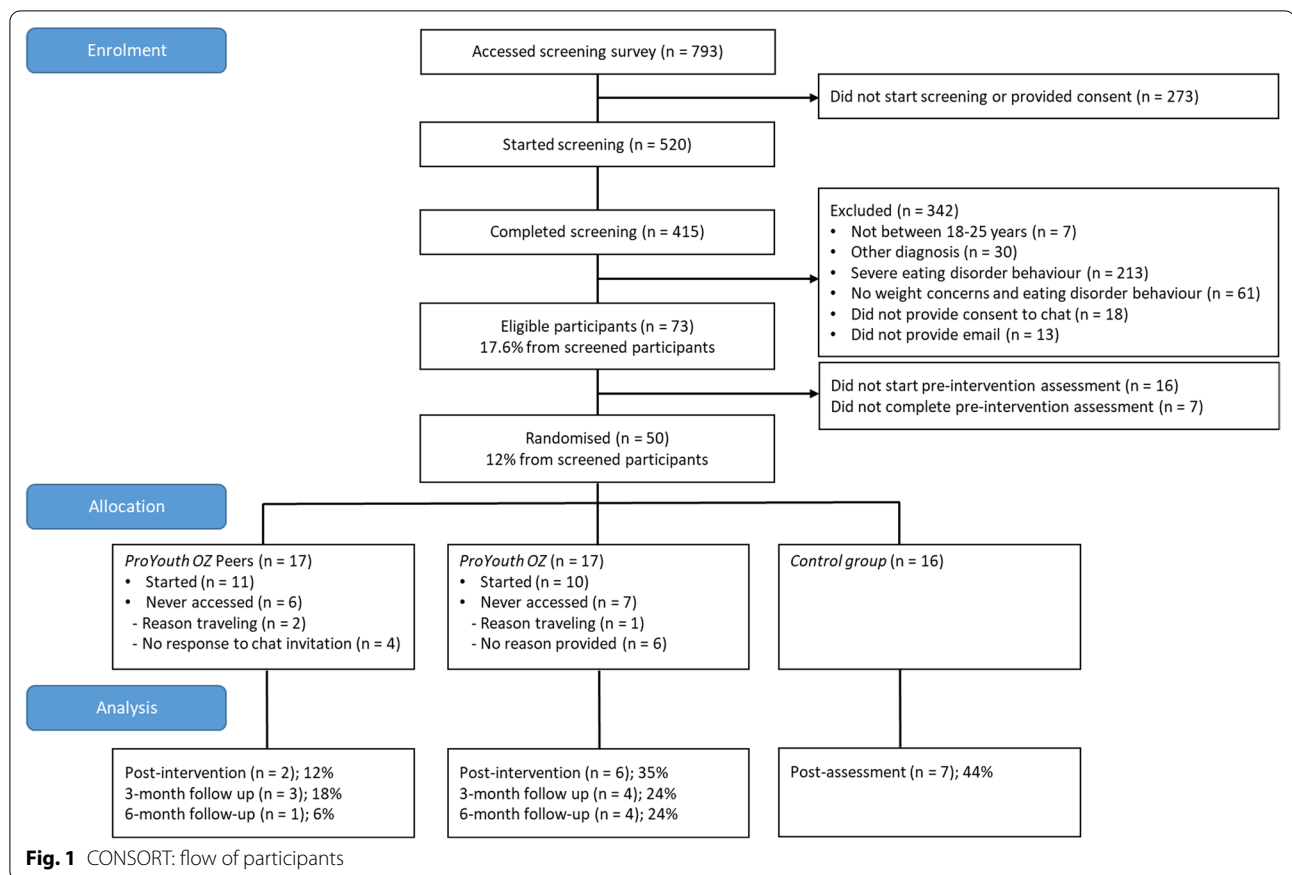 Enrolment
Accessed screening survey (n = 793)
Did not start screening or provided consent (n = 273)
Started screening (n = 520)
Completed screening (n = 415)
Excluded (n = 342)
• Not between 18-25 years (n = 7)
• Other diagnosis (n = 30)
• Severe eating disorder behaviour (n = 213)
• No weight concerns and eating disorder behaviour (n = 61)
• Did not provide consent to chat (n = 18)
• Did not provide email (n = 13)
Eligible participants (n = 73)
17.6% from screened participants
Did not start pre-intervention assessment (n = 16)
Did not complete pre-intervention assessment (n = 7)
Randomised (n = 50)
12% from screened participants
Allocation
ProYouth OZ Peers (n = 17)
• Started (n = 11)
• Never accessed (n = 6)
- Reason traveling (n = 2)
- No response to chat invitation (n = 4)
ProYouth OZ (n = 17)
• Started (n = 10)
• Never accessed (n = 7)
- Reason traveling (n = 1)
- No reason provided (n = 6)
Control group (n = 16)
Analysis
Post-intervention (n = 2); 12%
3-month follow up (n = 3); 18%
6-month follow-up (n = 1); 6%
Post-intervention (n = 6); 35%
3-month follow up (n = 4); 24%
6-month follow-up (n = 4); 24%
Post-assessment (n = 7); 44%
Fig. 1 CONSORT: flow of participants